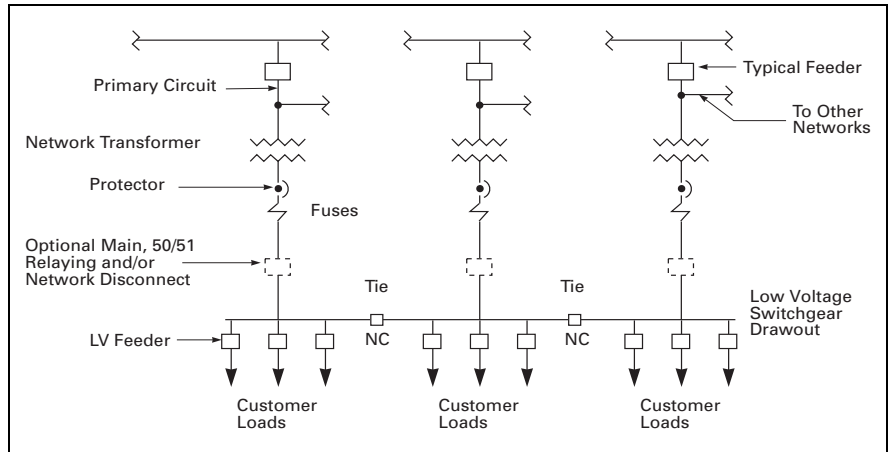 Primary Circuit
Typical Feeder
To Other
Networks
Network Transformer
Protector
Fuses
Optional Main, 50/51
Relaying and/or
Network Disconnect
Tie
Tie
Low Voltage
Switchgear
Drawout
LV Feeder
NC
NC
Customer
Loads
Customer
Loads
Customer
Loads